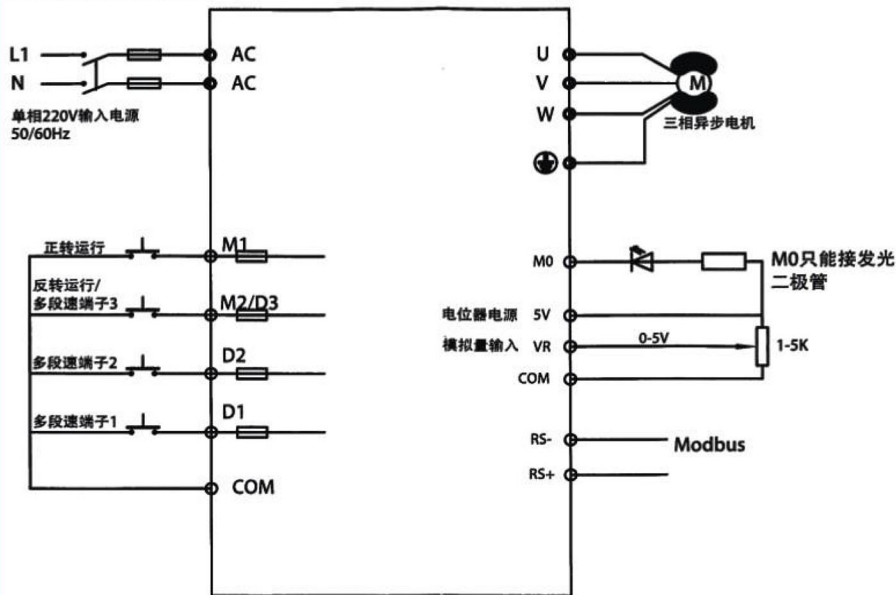 L1
AC
N
AC
单相220V输入电源
50/60Hz
U
V
W
M
三相异步电机
正转运行
M1
反转运行/
多段速端子3
M2/D3
多段速端子2
D2
多段速端子1
D1
COM
M0
M0只能接发光
二极管
电位器电源 5V
模拟量输入 VR
0-5V
1-5K
COM
RS-
Modbus
RS+